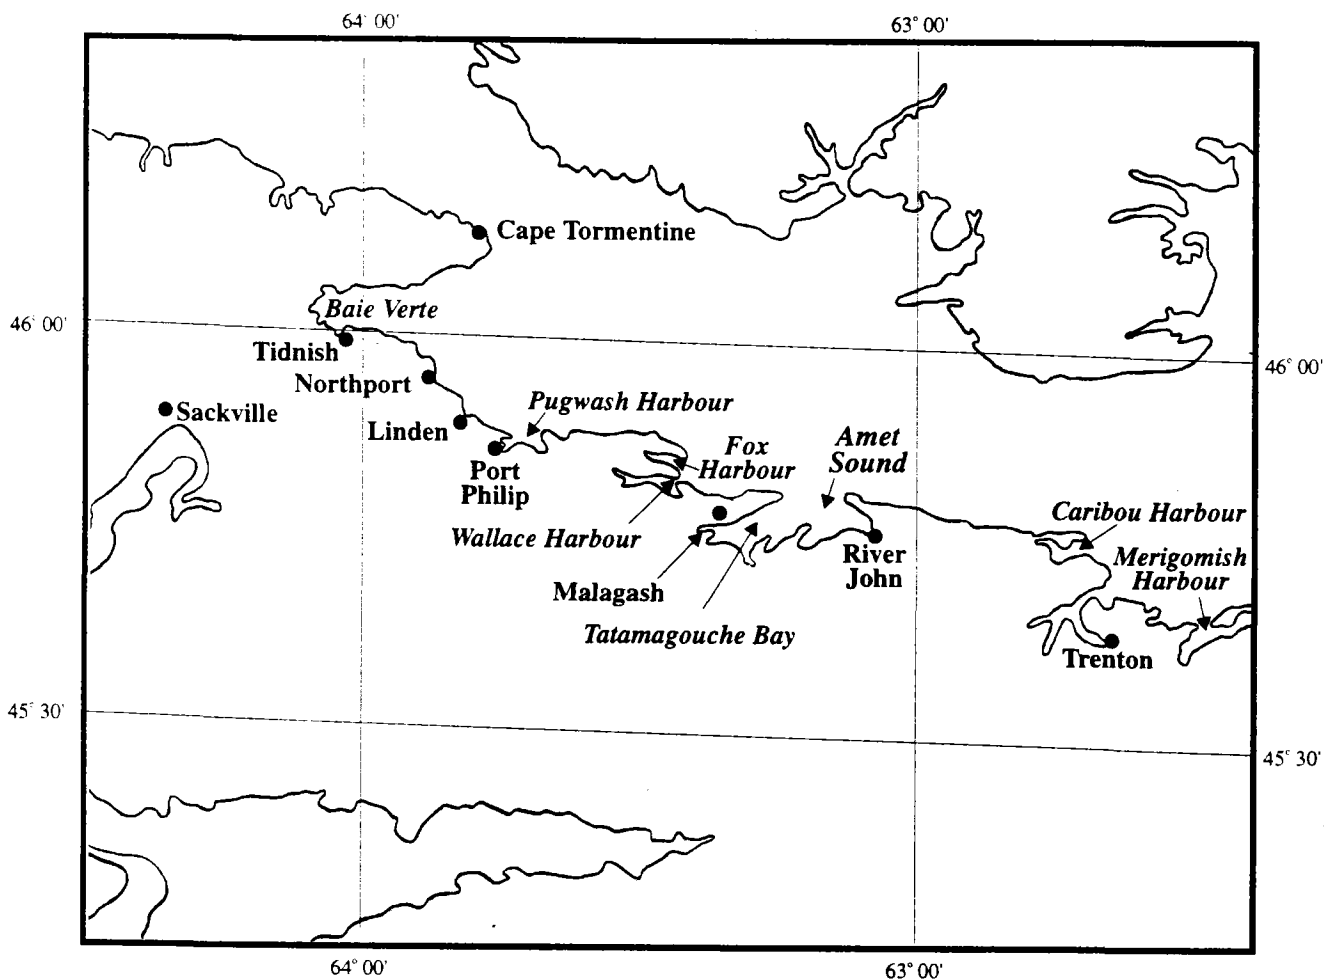 64° 00'
63° 00'
Cape Tormentine
Baie Verte
46° 00'
Tidnish
46° 00'
Northport
Pugwash Harbour
Sackville
Linden
Amet
Sound
Fox
Harbour
Port
Philip
Caribou Harbour
Wallace Harbour
River
John
Merigomish
Harbour
Malagash
Tatamagouche Bay
Trenton
45° 30'
45° 30'
64° 00'
63° 00'